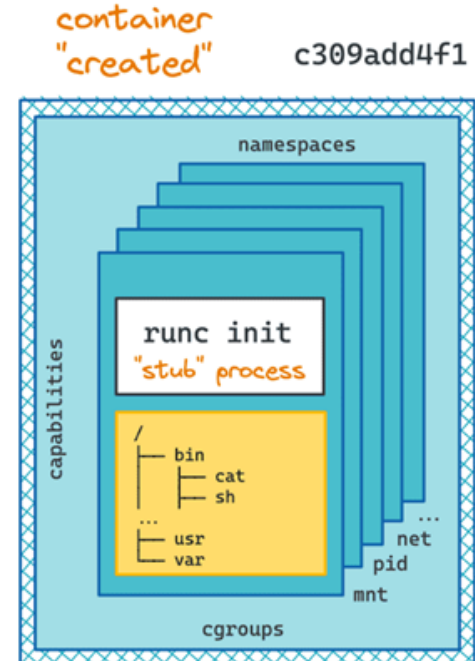 container
"created"
c309add4f1
namespaces
capabilities
runc init
"stub" process
/
├── bin
│   ├── cat
│   ├── sh
...
├── usr
└── var
...
net
pid
mnt
cgroups